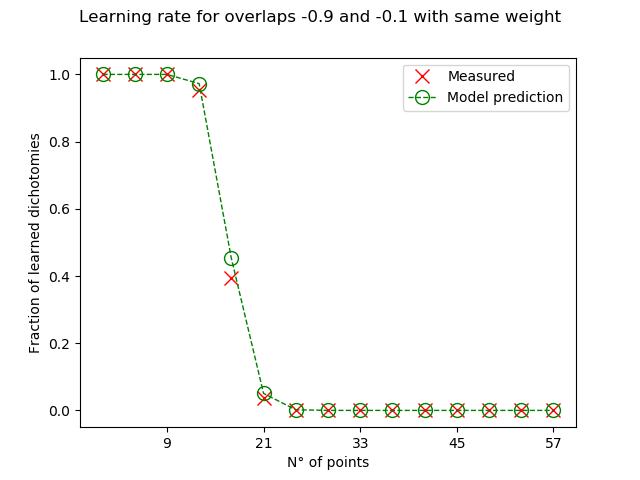 Learning rate for overlaps -0.9 and -0.1 with same weight
Measured
Model prediction
Fraction of learned dichotomies
1.0
0.8
0.6
0.4
0.2
0.0
9 21 33 45 57
N° of points